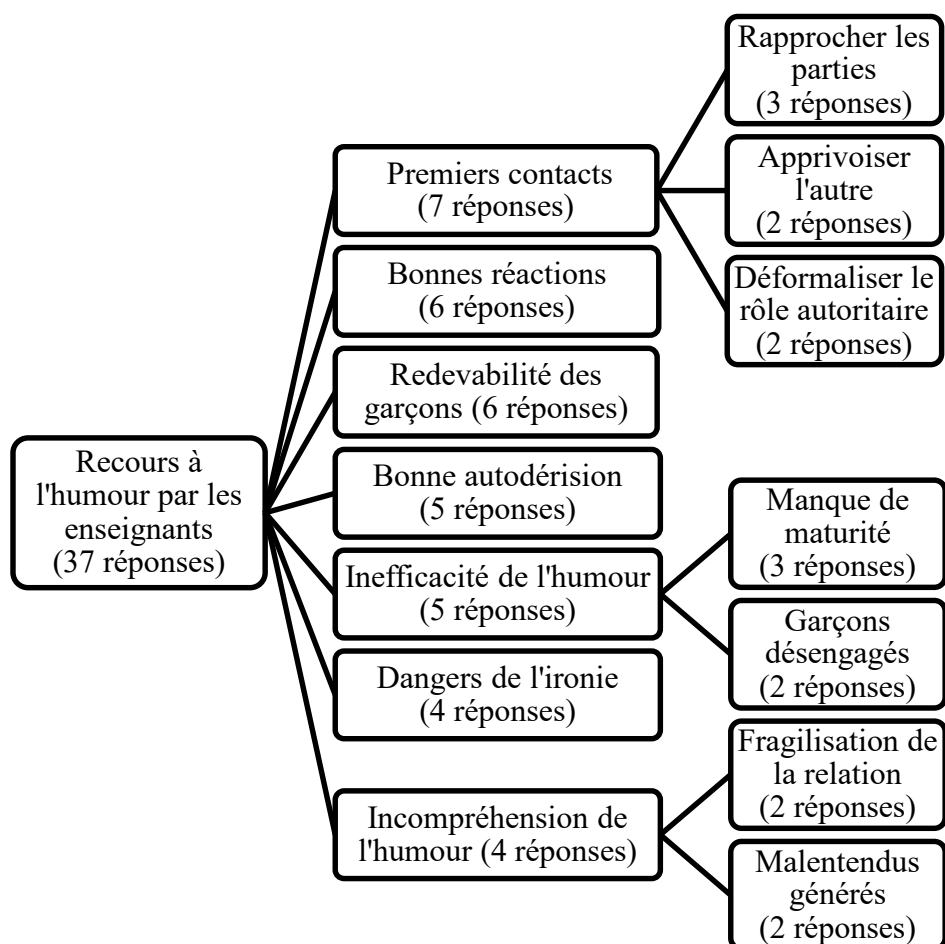 Recours à
l'humour par les
enseignants
(37 réponses)
Premiers contacts
(7 réponses)
Rapprocher les
parties
(3 réponses)
Apprivoiser
l'autre
(2 réponses)
Déformaliser le
rôle autoritaire
(2 réponses)
Bonnes réactions
(6 réponses)
Redevabilité des
garçons (6 réponses)
Bonne autodérision
(5 réponses)
Inefficacité de l'humour
(5 réponses)
Manque de
maturité
(3 réponses)
Garçons
désengagés
(2 réponses)
Dangers de l'ironie
(4 réponses)
Incompréhension de
l'humour (4 réponses)
Fragilisation de
la relation
(2 réponses)
Malentendus
générés
(2 réponses)